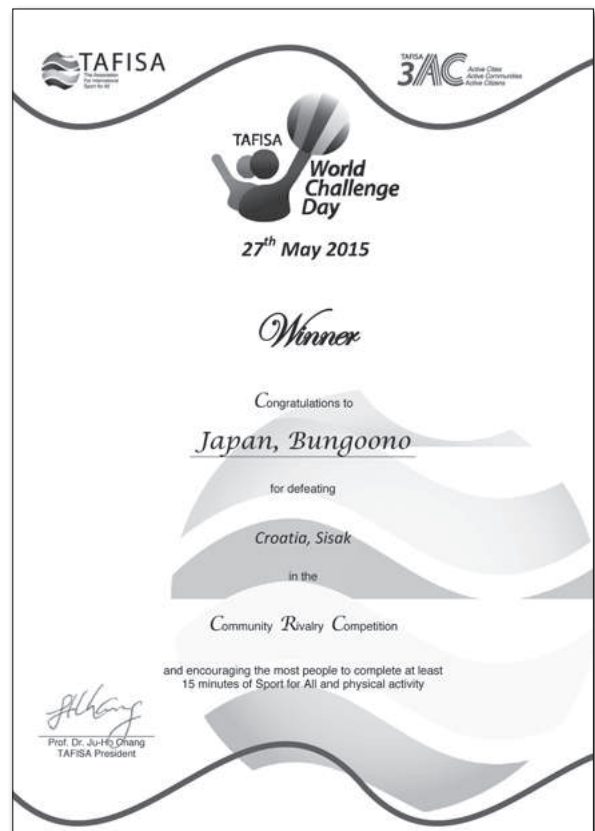 TAFISA
The Association
For International
Sport for All
TAFISA
3AC
Active Cities
Active Communities
Active Citizens
TAFISA
World
Challenge
Day
27th May 2015
Winner
Congratulations to
Japan, Bungoono
for defeating
Croatia, Sisak
in the
Community Rivalry Competition
and encouraging the most people to complete at least
15 minutes of Sport for All and physical activity
Prof. Dr. Ju-Ho Chang
TAFISA President